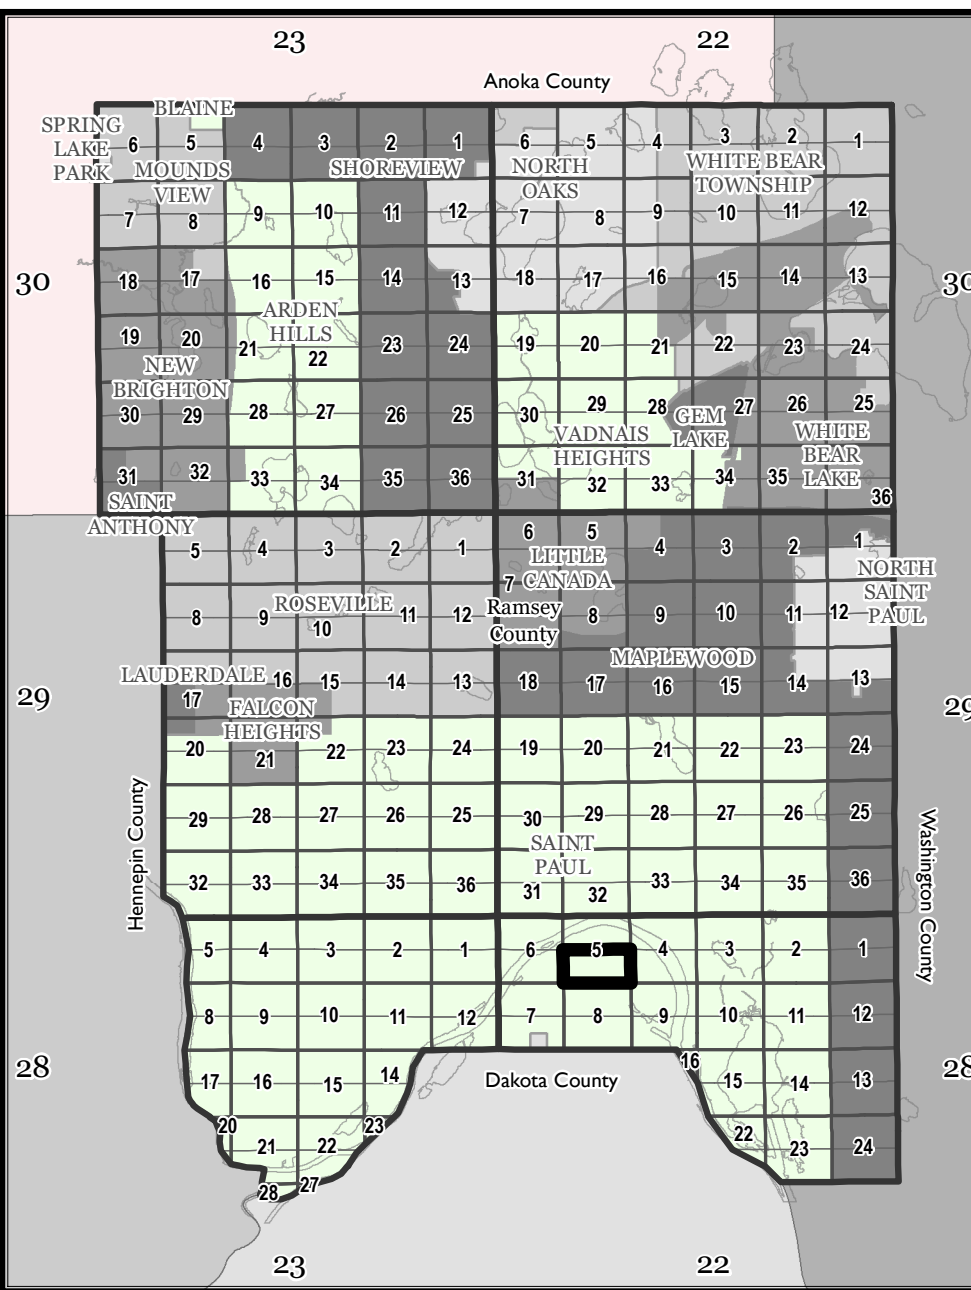 23 22
Anoka County
BLAINE
SPRING
LAKE
PARK
6 5 4 3 2 1 6 5 4 3 2 1
MOUNDS
VIEW
SHOREVIEW
NORTH
OAKS
WHITE BEAR
TOWNSHIP
7 8 9 10 11 12 7 8 9 10 11 12
30 18 17 16 15 14 13 18 17 16 15 14 13 30
ARDEN
HILLS
19 20 21 22 23 24 19 20 21 22 23 24
NEW
BRIGHTON
30 29 28 27 26 25 30 29 28 27 26 25
GEM
LAKE
VADNAIS
HEIGHTS
WHITE
BEAR
LAKE
31 32 33 34 35 36 31 32 33 34 35 36
SAINT
ANTHONY
5 4 3 2 1 6 5 4 3 2 1
LITTLE
CANADA
NORTH
SAINT
PAUL
8 9 10 11 12 7 8 9 10 11 12
ROSEVILLE
Ramsey
County
MAPLEWOOD
LAUDERDALE
29 17 16 15 14 13 18 17 16 15 14 13 29
FALCON
HEIGHTS
20 21 22 23 24 19 20 21 22 23 24
29 28 27 26 25 30 29 28 27 26 25
SAINT
PAUL
Hennepin County
Washington County
32 33 34 35 36 31 32 33 34 35 36
5 4 3 2 1 6 5 4 3 2 1
8 9 10 11 12 7 8 9 10 11 12
28 17 16 15 14 16 15 14 13 28
Dakota County
20 21 22 23 22 23 24
28 27
23 22